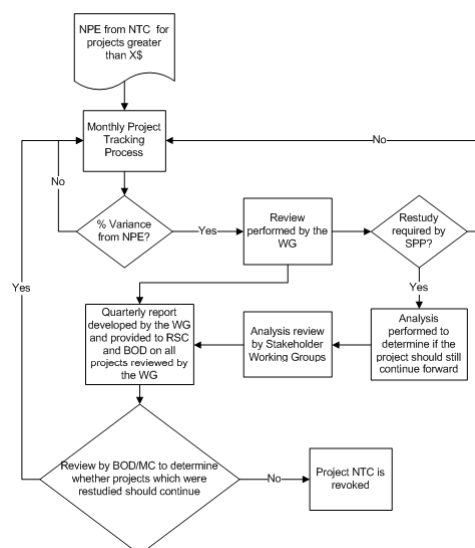 NPE from NTC for
projects greater
than X$
Monthly Project
Tracking
Process
No
No
% Variance
from NPE?
Yes
Review
performed by the
WG
Restudy
required by
SPP?
Yes
Yes
Quarterly report
developed by the WG
and provided to RSC
and BOD on all
projects reviewed by
the WG
Analysis review
by Stakeholder
Working Groups
Analysis
performed to
determine if the
project should still
continue forward
Review by BOD/MC to determine
whether projects which were
restudied should continue
No
Project NTC is
revoked